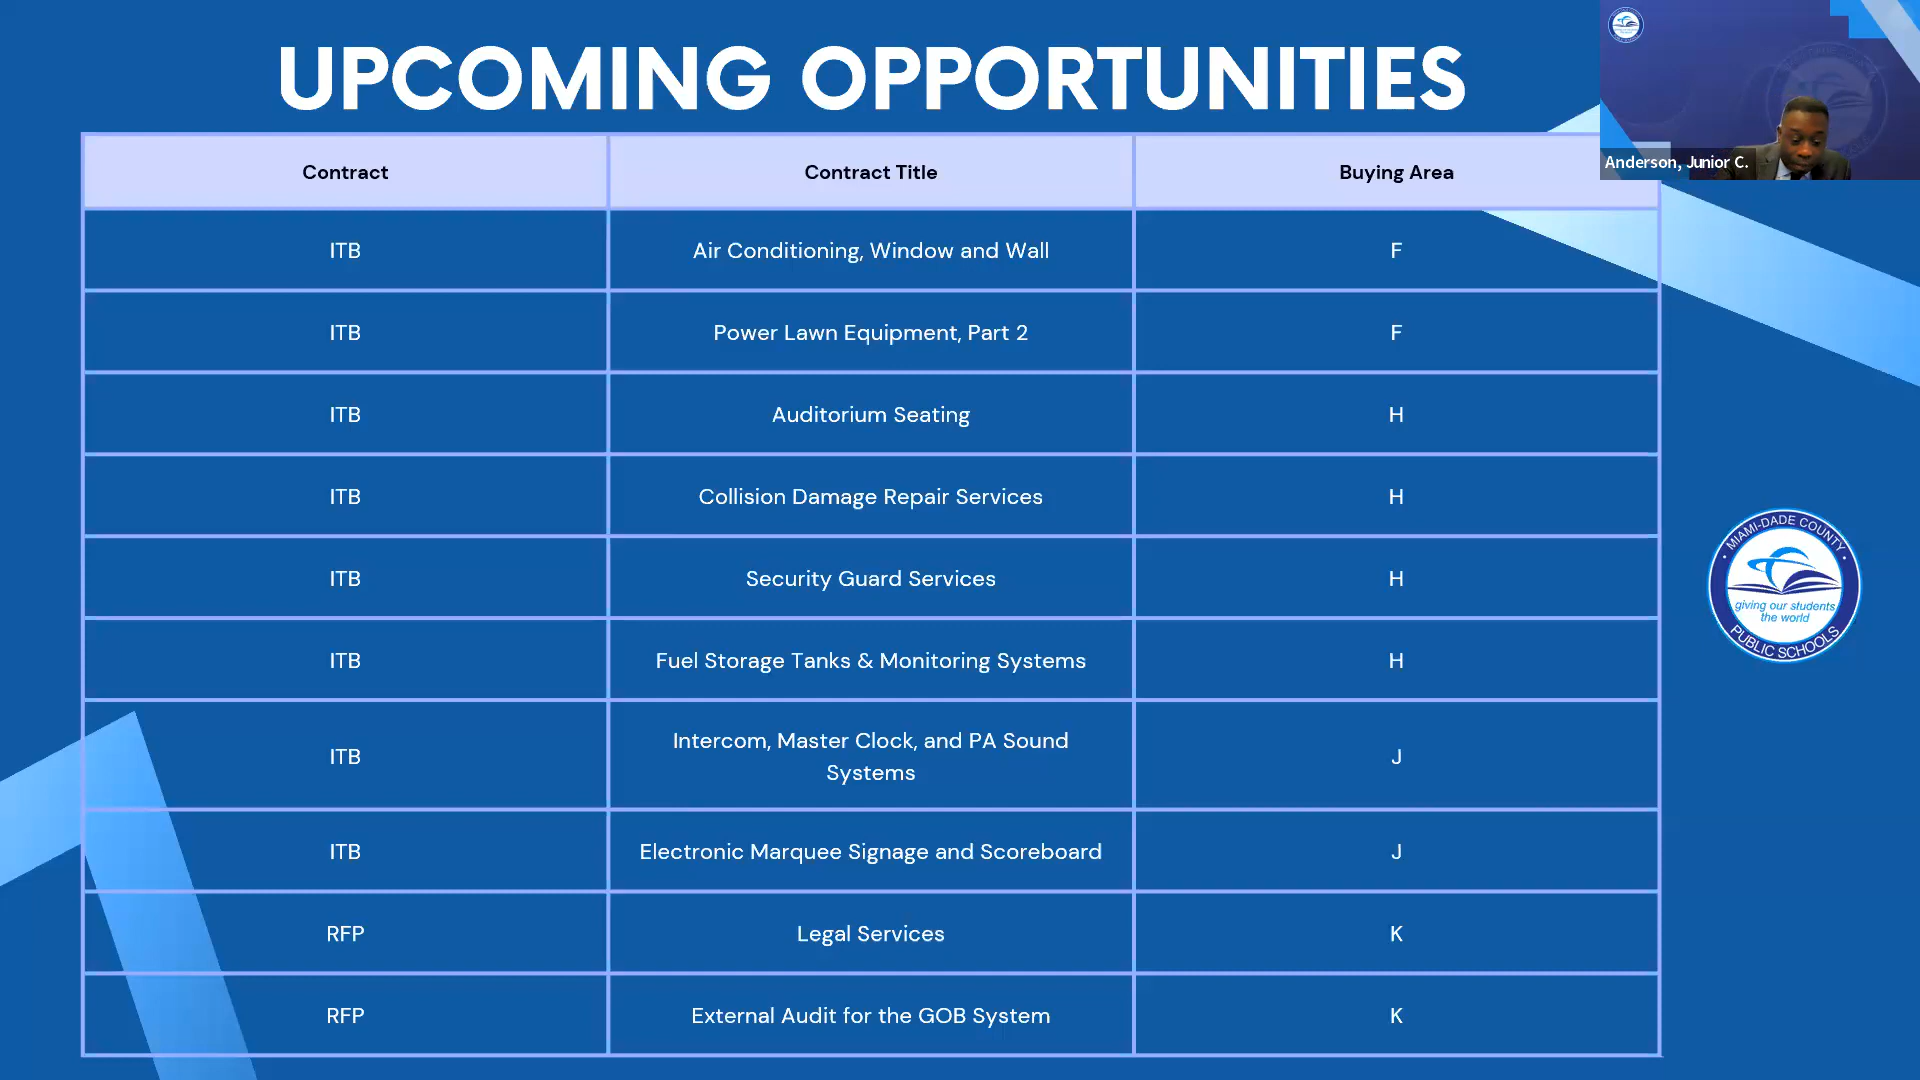 UPCOMING OPPORTUNITIES
Anderson, Junior C.
Contract Contract Title Buying Area
ITB Air Conditioning, Window and Wall F
ITB Power Lawn Equipment, Part 2 F
ITB Auditorium Seating H
ITB Collision Damage Repair Services H
ITB Security Guard Services H
ITB Fuel Storage Tanks & Monitoring Systems H
ITB Intercom, Master Clock, and PA Sound
Systems J
ITB Electronic Marquee Signage and Scoreboard J
RFP Legal Services K
RFP External Audit for the GOB System K
MIAMI-DADE COUNTY
giving our students
the world
PUBLIC SCHOOLS